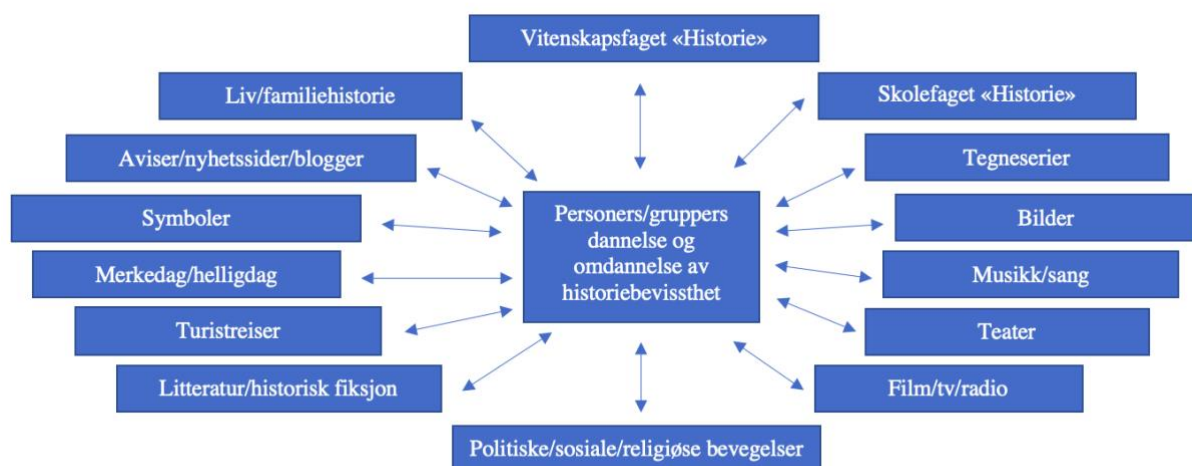 Vitenskapsfaget «Historie»
Liv/familiehistorie
Skolefaget «Historie»
Aviser/nyhetssider/blogger
Tegneserier
Symboler
Personers/gruppers
dannelse og
omdannelse av
historiebevissthet
Bilder
Merkedag/helligdag
Musikk/sang
Turistreiser
Teater
Litteratur/historisk fiksjon
Film/tv/radio
Politiske/sosiale/religiøse bevegelser